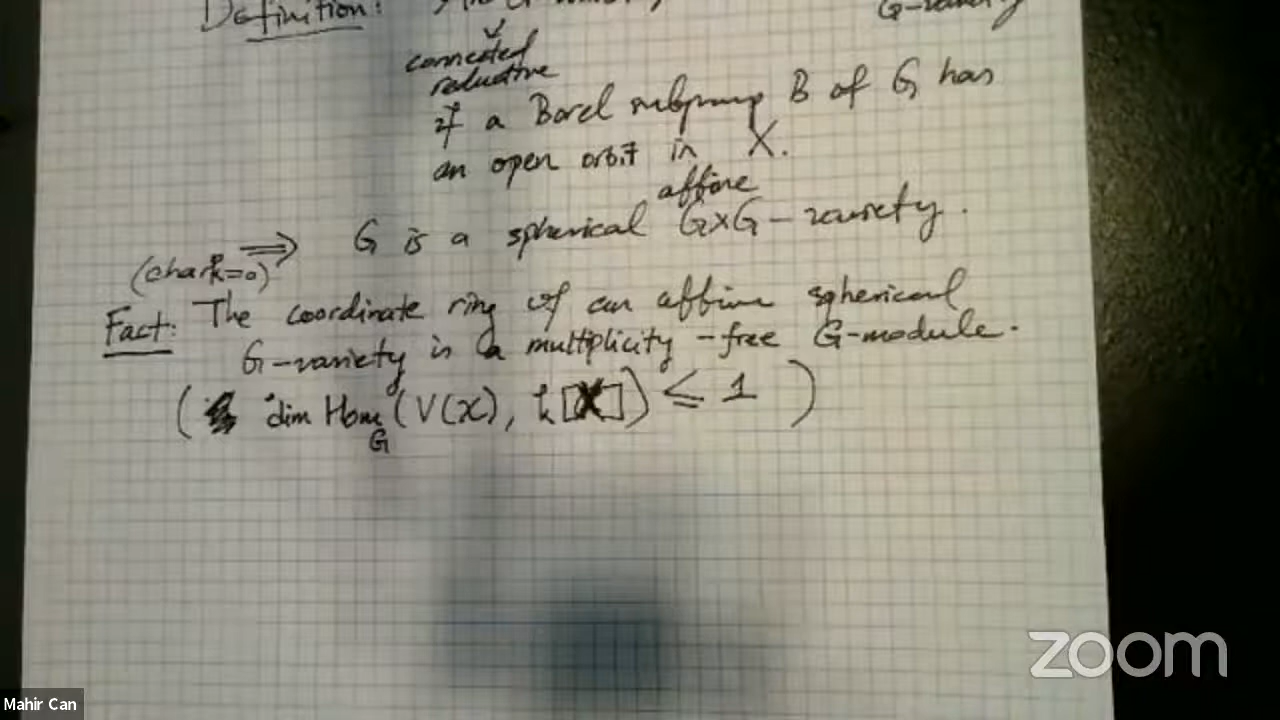 Definition:
G-variety
connected
reductive
if a Borel subgroup B of G has
an open orbit in X.
affine
⟹ G is a spherical G×G-variety.
(char k=0)
Fact: The coordinate ring of an affine spherical
G-variety is a multiplicity-free G-module.
( dim Hom_G (V(χ), k[X]) ≤ 1 )
zoom
Mahir Can